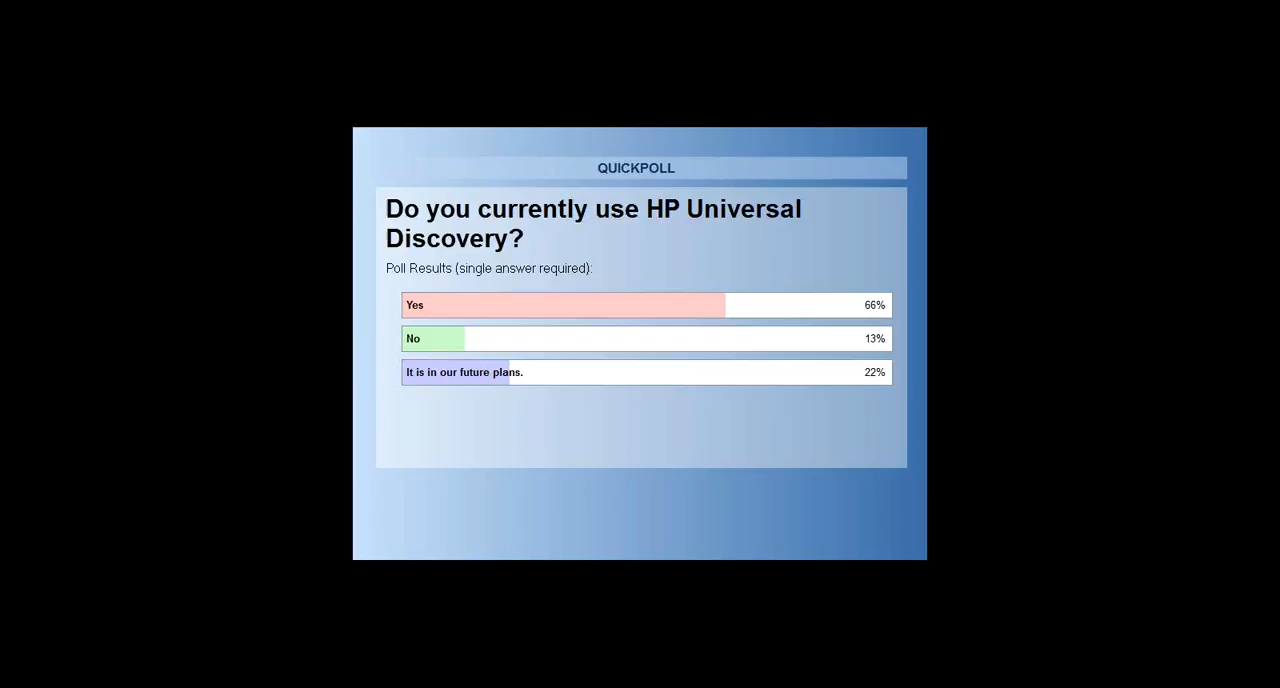 QUICKPOLL
Do you currently use HP Universal
Discovery?
Poll Results (single answer required):
Yes 66%
No 13%
It is in our future plans. 22%